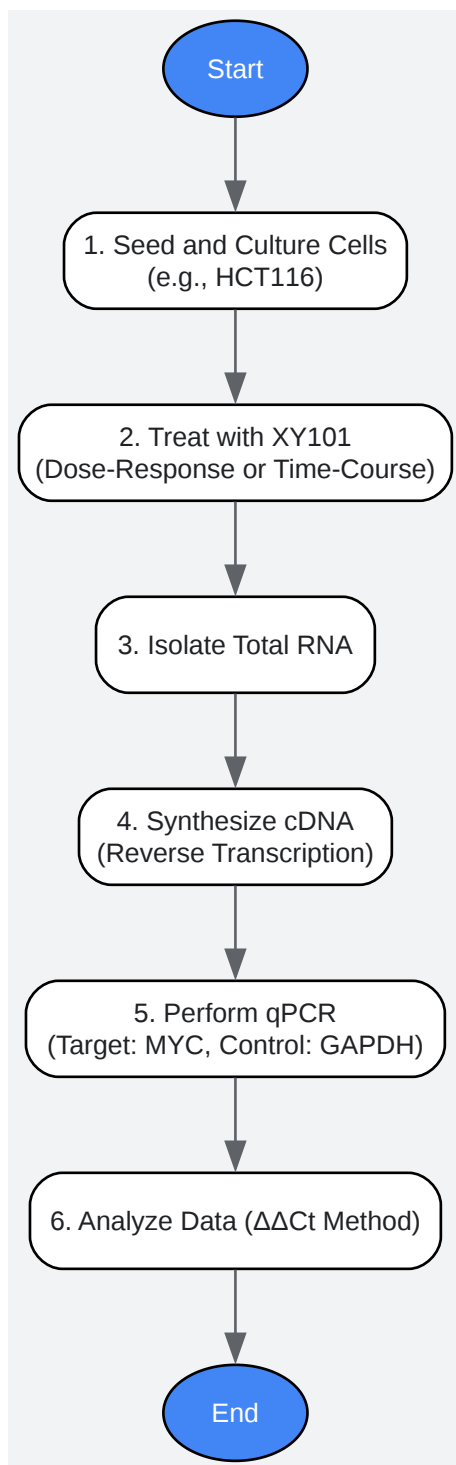 Start
1. Seed and Culture Cells
(e.g., HCT116)
2. Treat with XY101
(Dose-Response or Time-Course)
3. Isolate Total RNA
4. Synthesize cDNA
(Reverse Transcription)
5. Perform qPCR
(Target: MYC, Control: GAPDH)
6. Analyze Data (ΔΔCt Method)
End